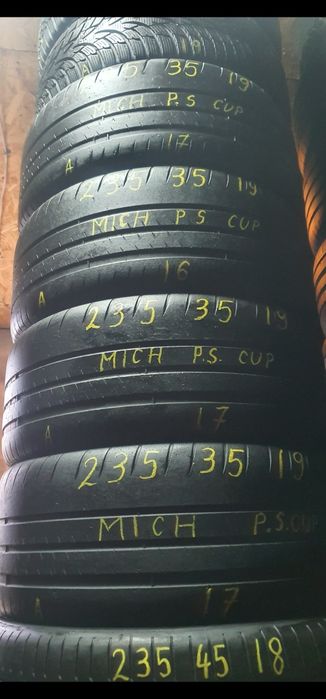 A
35 19
MICH P.S CUP
A 17
235 35 19
MICH PS CUP
A 16
235 35 19
MICH P.S. CUP
A 17
235 35 19
MICH P.S.CUP
A 17
235 45 18